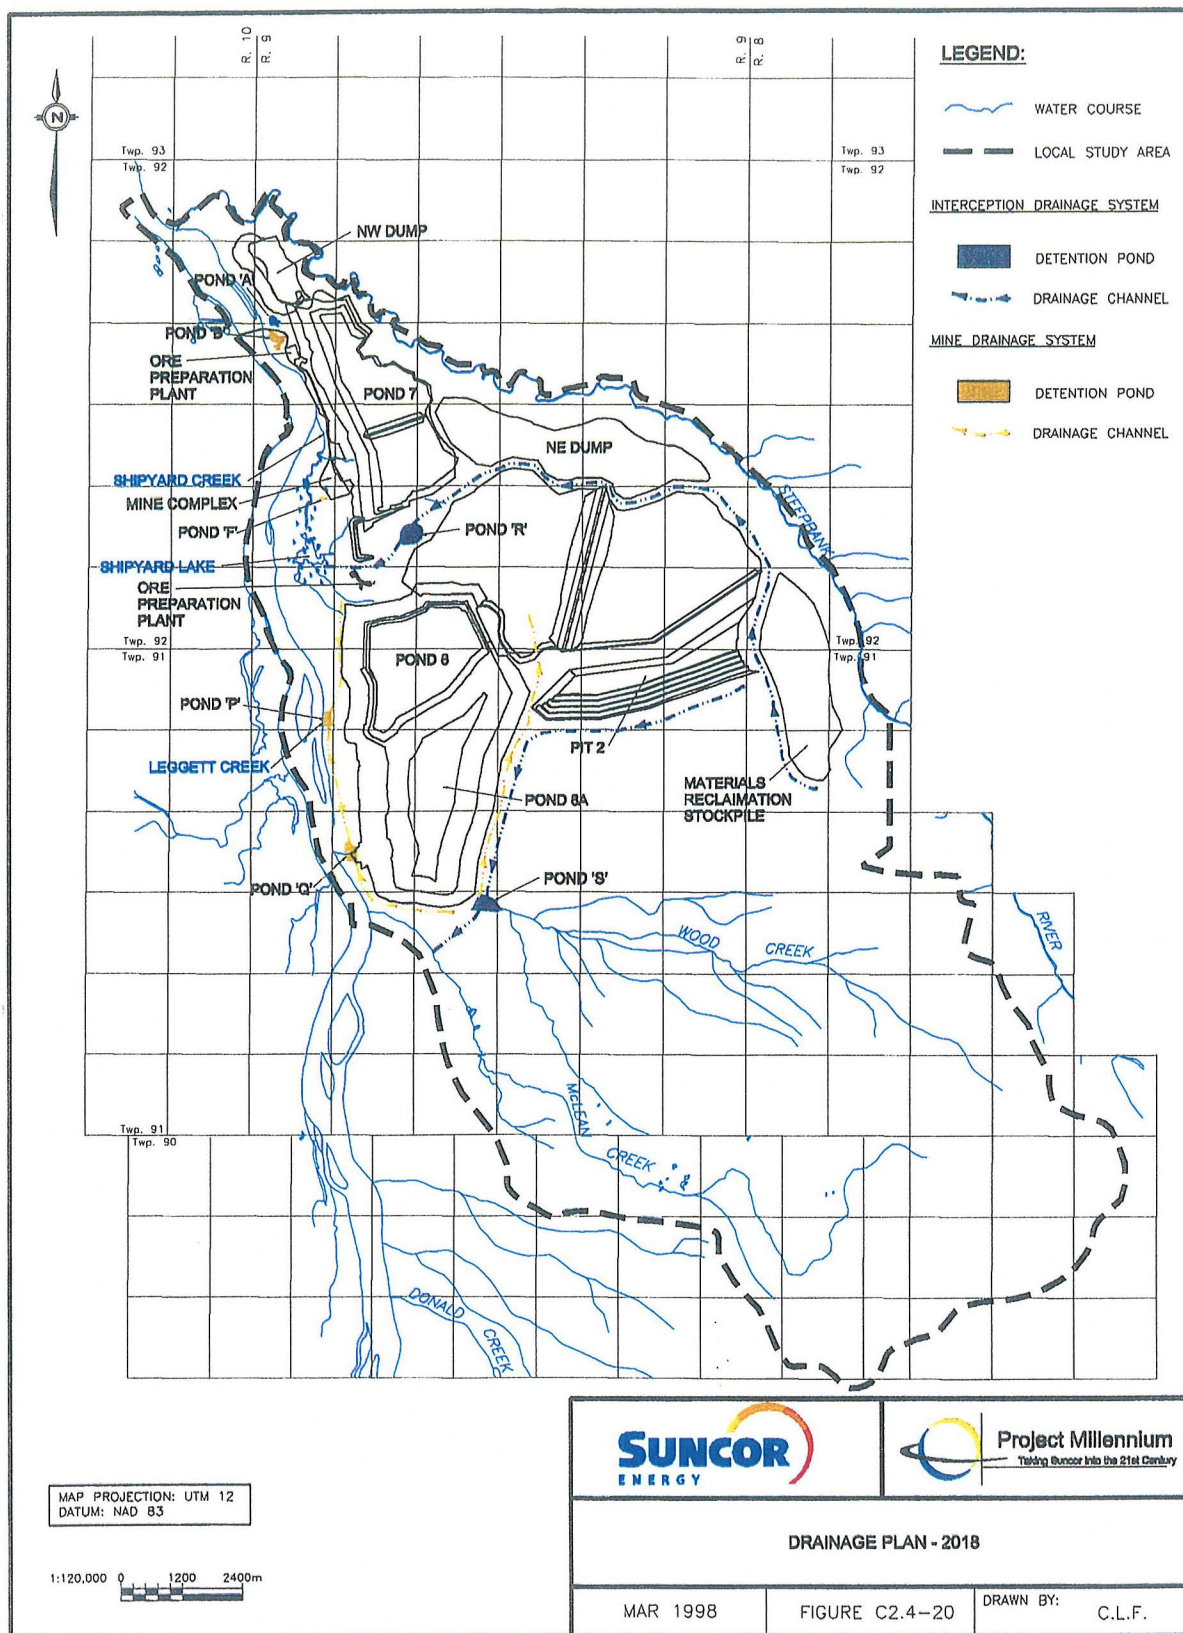 R. 10
R. 9
R. 9
R. 8
LEGEND:
WATER COURSE
LOCAL STUDY AREA
INTERCEPTION DRAINAGE SYSTEM
DETENTION POND
DRAINAGE CHANNEL
MINE DRAINAGE SYSTEM
DETENTION POND
DRAINAGE CHANNEL
N
Twp. 93
Twp. 92
Twp. 93
Twp. 92
NW DUMP
POND 'A'
POND 'B'
ORE
PREPARATION
PLANT
POND 7
NE DUMP
SHIPYARD CREEK
MINE COMPLEX
POND 'F'
POND 'R'
STEEPBANK
SHIPYARD LAKE
ORE
PREPARATION
PLANT
Twp. 92
Twp. 91
Twp. 92
Twp. 91
POND 8
POND 'P'
LEGGETT CREEK
PIT 2
MATERIALS
RECLAIMATION
STOCKPILE
POND 8A
POND 'Q'
POND 'S'
WOOD CREEK
RIVER
McLEAN
CREEK
Twp. 91
Twp. 90
DONALD
CREEK
SUNCOR
ENERGY
Project Millennium
Taking Suncor into the 21st Century
MAP PROJECTION: UTM 12
DATUM: NAD 83
DRAINAGE PLAN - 2018
1:120,000 0 1200 2400m
MAR 1998
FIGURE C2.4-20
DRAWN BY:
C.L.F.